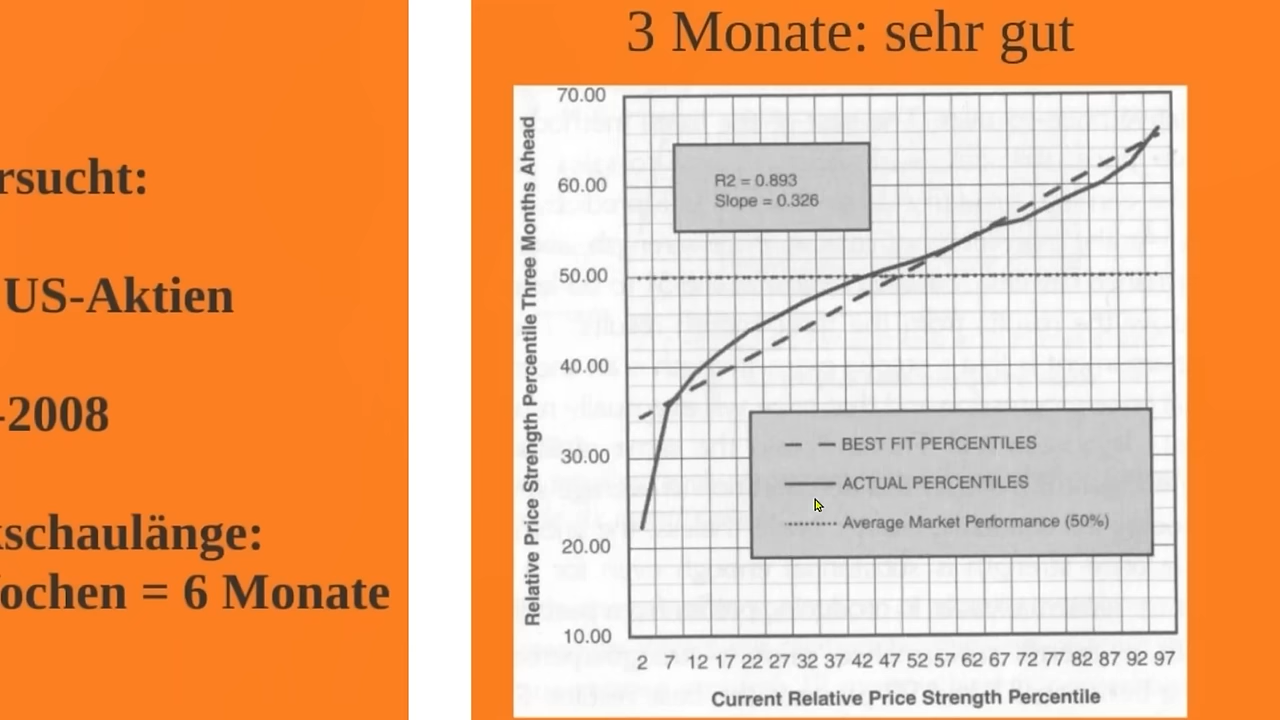 rsucht:
US-Aktien
-2008
kschaulänge:
ochen = 6 Monate
3 Monate: sehr gut
Relative Price Strength Percentile Three Months Ahead
70.00
60.00
50.00
40.00
30.00
20.00
10.00
R2 = 0.893
Slope = 0.326
BEST FIT PERCENTILES
ACTUAL PERCENTILES
Average Market Performance (50%)
2 7 12 17 22 27 32 37 42 47 52 57 62 67 72 77 82 87 92 97
Current Relative Price Strength Percentile